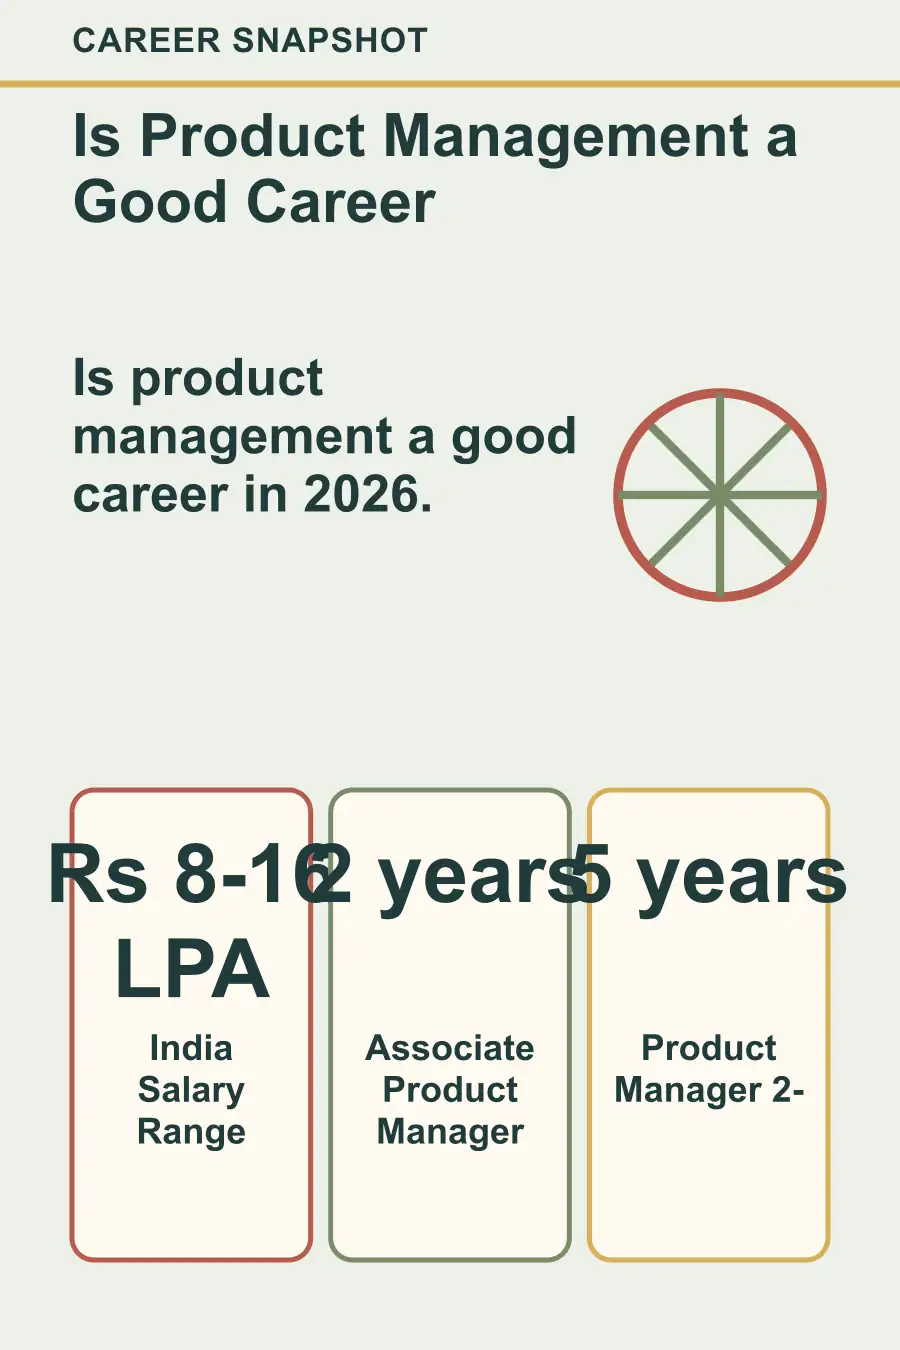 CAREER SNAPSHOT
Is Product Management a
Good Career
Is product
management a good
career in 2026.
Rs 8-16
LPA
India
Salary
Range
2 years
Associate
Product
Manager
5 years
Product
Manager 2-